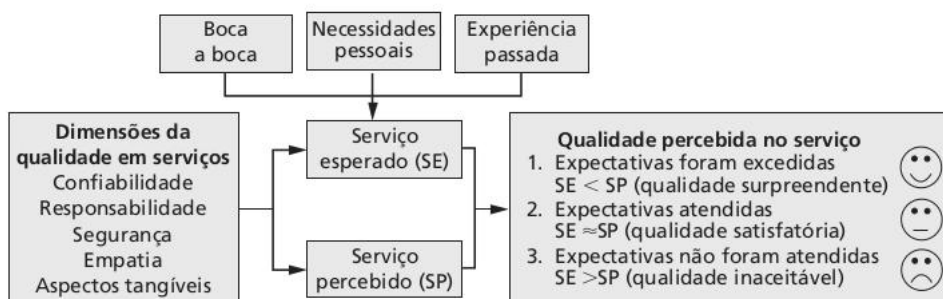 Boca
a boca
Necessidades
pessoais
Experiência
passada
Dimensões da
qualidade em serviços
Confiabilidade
Responsabilidade
Segurança
Empatia
Aspectos tangíveis
Serviço
esperado (SE)
Serviço
percebido (SP)
Qualidade percebida no serviço
1. Expectativas foram excedidas
SE < SP (qualidade surpreendente)
2. Expectativas atendidas
SE ≈SP (qualidade satisfatória)
3. Expectativas não foram atendidas
SE >SP (qualidade inaceitável)